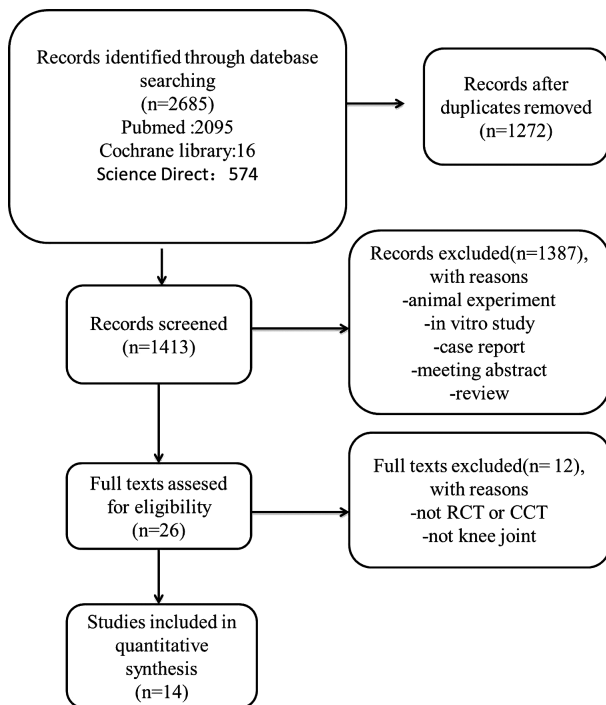 Records identified through datebase
searching
(n=2685)
Pubmed :2095
Cochrane library:16
Science Direct：574
Records after
duplicates removed
(n=1272)
Records screened
(n=1413)
Records excluded(n=1387),
with reasons
-animal experiment
-in vitro study
-case report
-meeting abstract
-review
Full texts assesed
for eligibility
(n=26)
Full texts excluded(n= 12),
with reasons
-not RCT or CCT
-not knee joint
Studies included in
quantitative
synthesis
(n=14)